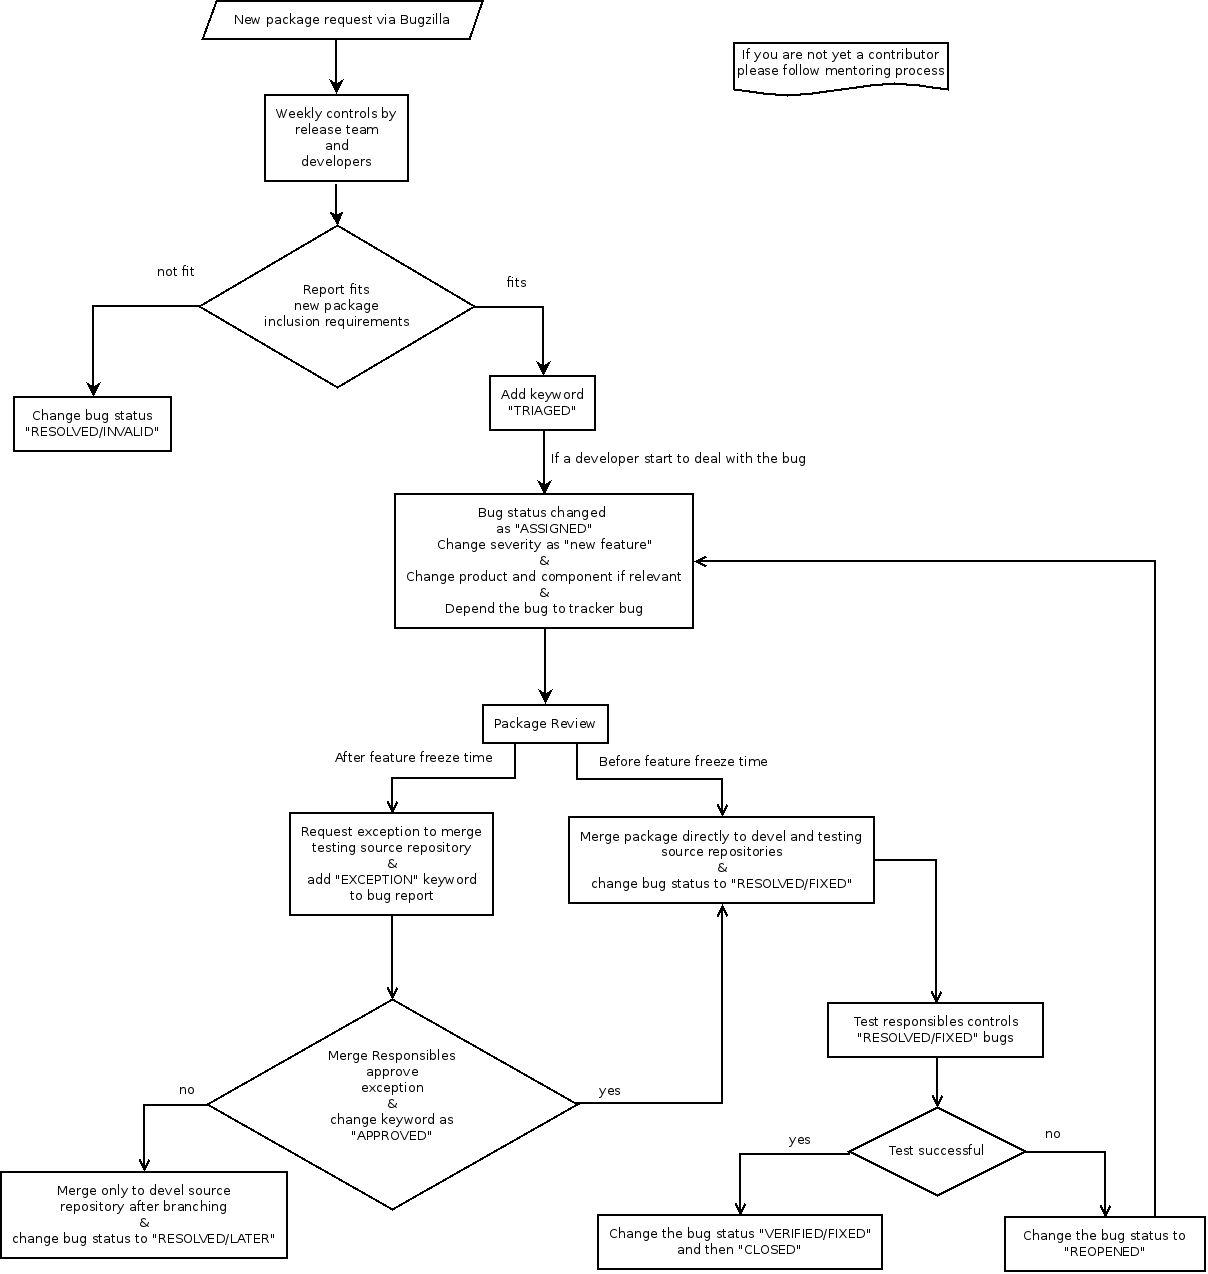 New package request via Bugzilla
If you are not yet a contributor
please follow mentoring process
Weekly controls by
release team
and
developers
not fit
fits
Report fits
new package
inclusion requirements
Change bug status
"RESOLVED/INVALID"
Add keyword
"TRIAGED"
If a developer start to deal with the bug
Bug status changed
as "ASSIGNED"
Change severity as "new feature"
&
Change product and component if relevant
&
Depend the bug to tracker bug
Package Review
After feature freeze time
Before feature freeze time
Request exception to merge
testing source repository
&
add "EXCEPTION" keyword
to bug report
Merge package directly to devel and testing
source repositories
&
change bug status to "RESOLVED/FIXED"
Test responsibles controls
"RESOLVED/FIXED" bugs
Merge Responsibles
approve
exception
&
change keyword as
"APPROVED"
no
yes
yes
no
Test successful
Merge only to devel source
repository after branching
&
change bug status to "RESOLVED/LATER"
Change the bug status "VERIFIED/FIXED"
and then "CLOSED"
Change the bug status to
"REOPENED"